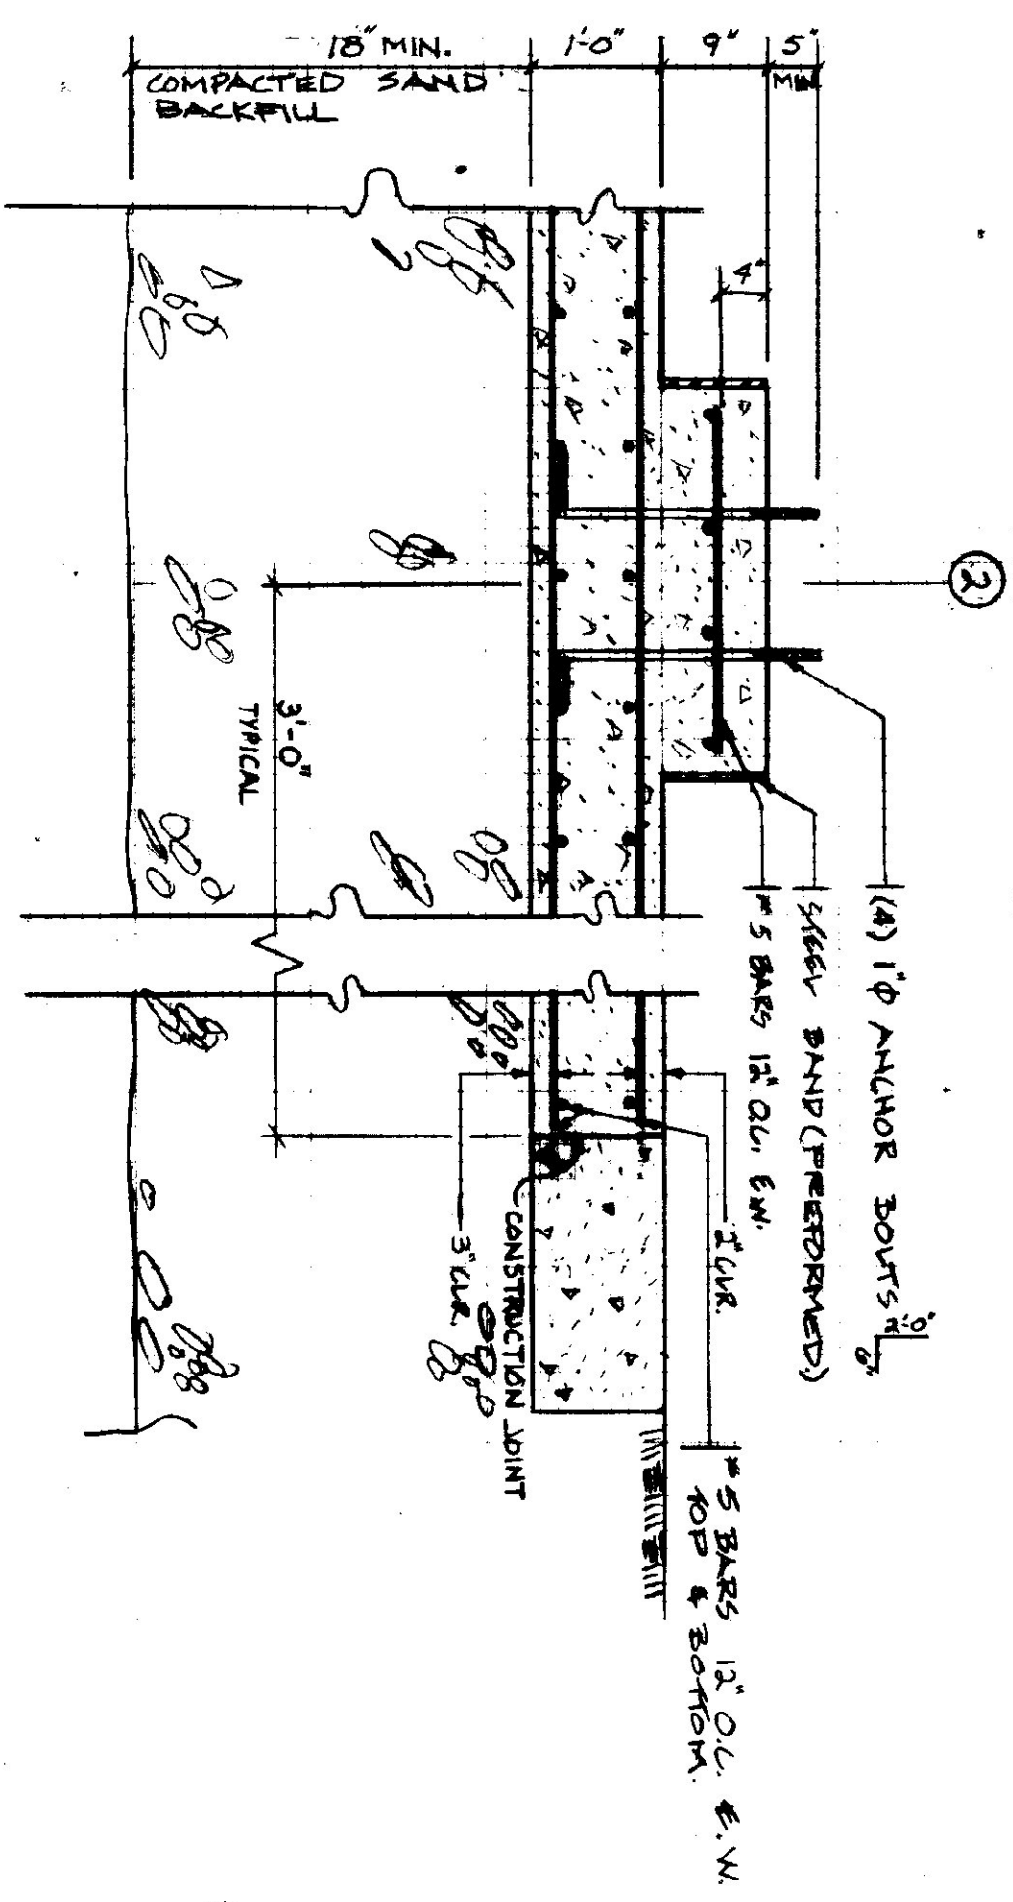 18" MIN.
COMPACTED SAND
BACKFILL
1'-0"
9"
5"
MIN
4"
2
(4) 1"Φ ANCHOR BOLTS
2'-0"
6"
STEEL BAND (PREFORMED)
#5 BARS 12" O.C. E.W.
3'-0"
TYPICAL
2" CLR.
3" CLR.
CONSTRUCTION JOINT
#5 BARS 12" O.C. E.W.
TOP & BOTTOM.